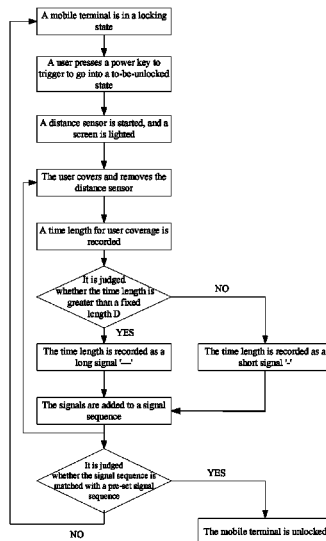 A mobile terminal is in a locking
state
A user presses a power key to
trigger to go into a to-be-unlocked
state
A distance sensor is started, and a
screen is lighted
The user covers and removes the
distance sensor
A time length for user coverage is
recorded
It is judged
whether the time length is
greater than a fixed
length D
NO
YES
The time length is recorded as a
long signal '—'
The time length is recorded as a
short signal '-'
The signals are added to a signal
sequence
It is judged
whether the signal sequence is
matched with a pre-set signal
sequence
YES
NO
The mobile terminal is unlocked